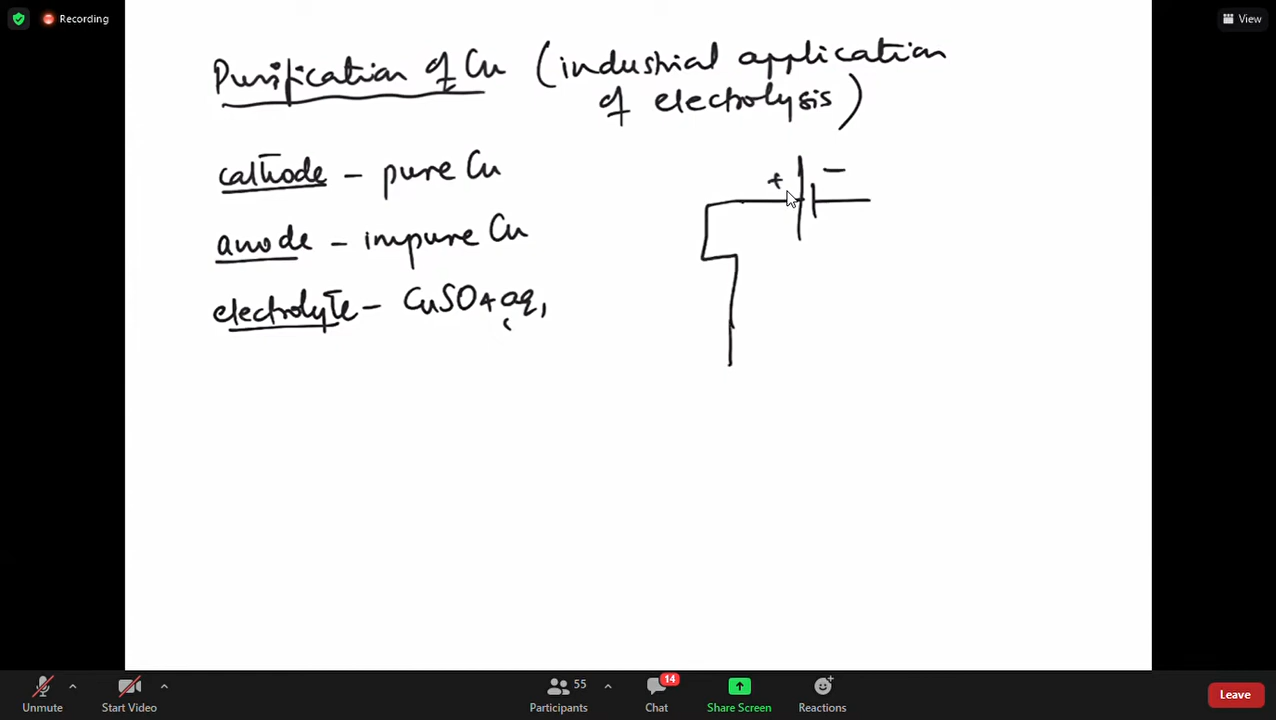 Recording
View
Purification of Cu (industrial application
of electrolysis)
cathode - pure Cu
+ -
anode - impure Cu
electrolyte - CuSO4 aq,
Unmute
Start Video
55
Participants
14
Chat
Share Screen
Reactions
Leave